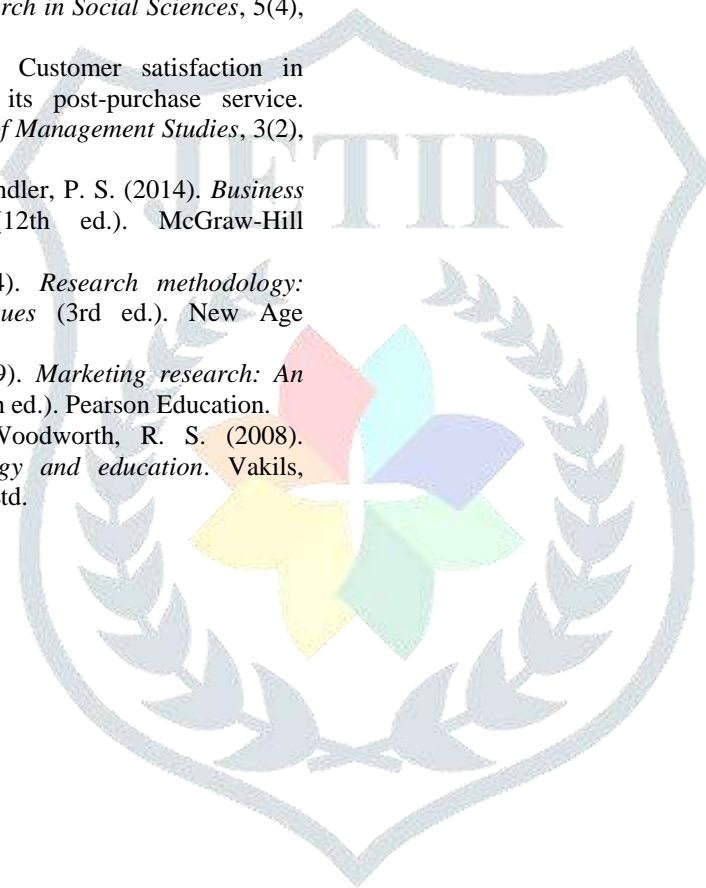 rch in Social Sciences, 5(4),
Customer satisfaction in
its post-purchase service.
of Management Studies, 3(2),
ndler, P. S. (2014). Business
(12th ed.). McGraw-Hill
4). Research methodology:
ues (3rd ed.). New Age
9). Marketing research: An
h ed.). Pearson Education.
Woodworth, R. S. (2008).
gy and education. Vakils,
td.
JETIR